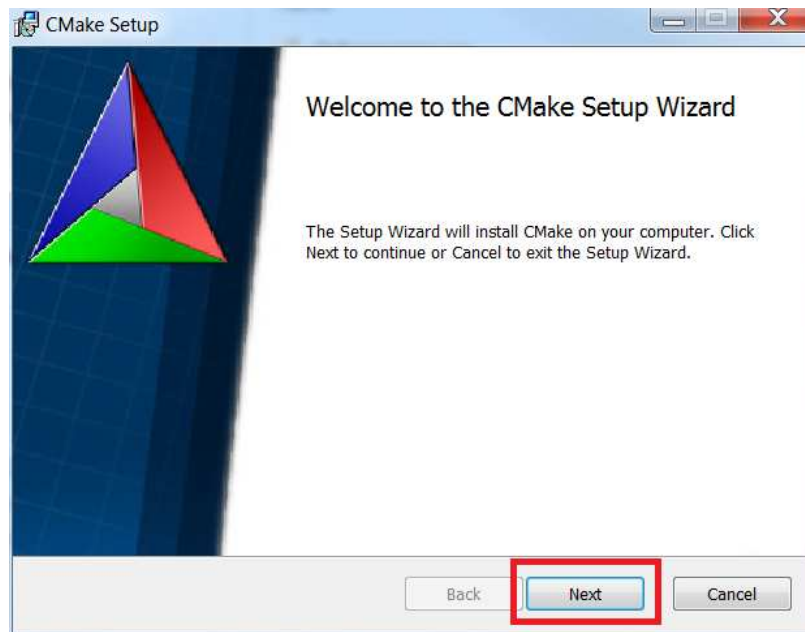 CMake Setup
Welcome to the CMake Setup Wizard
The Setup Wizard will install CMake on your computer. Click
Next to continue or Cancel to exit the Setup Wizard.
Back Next Cancel